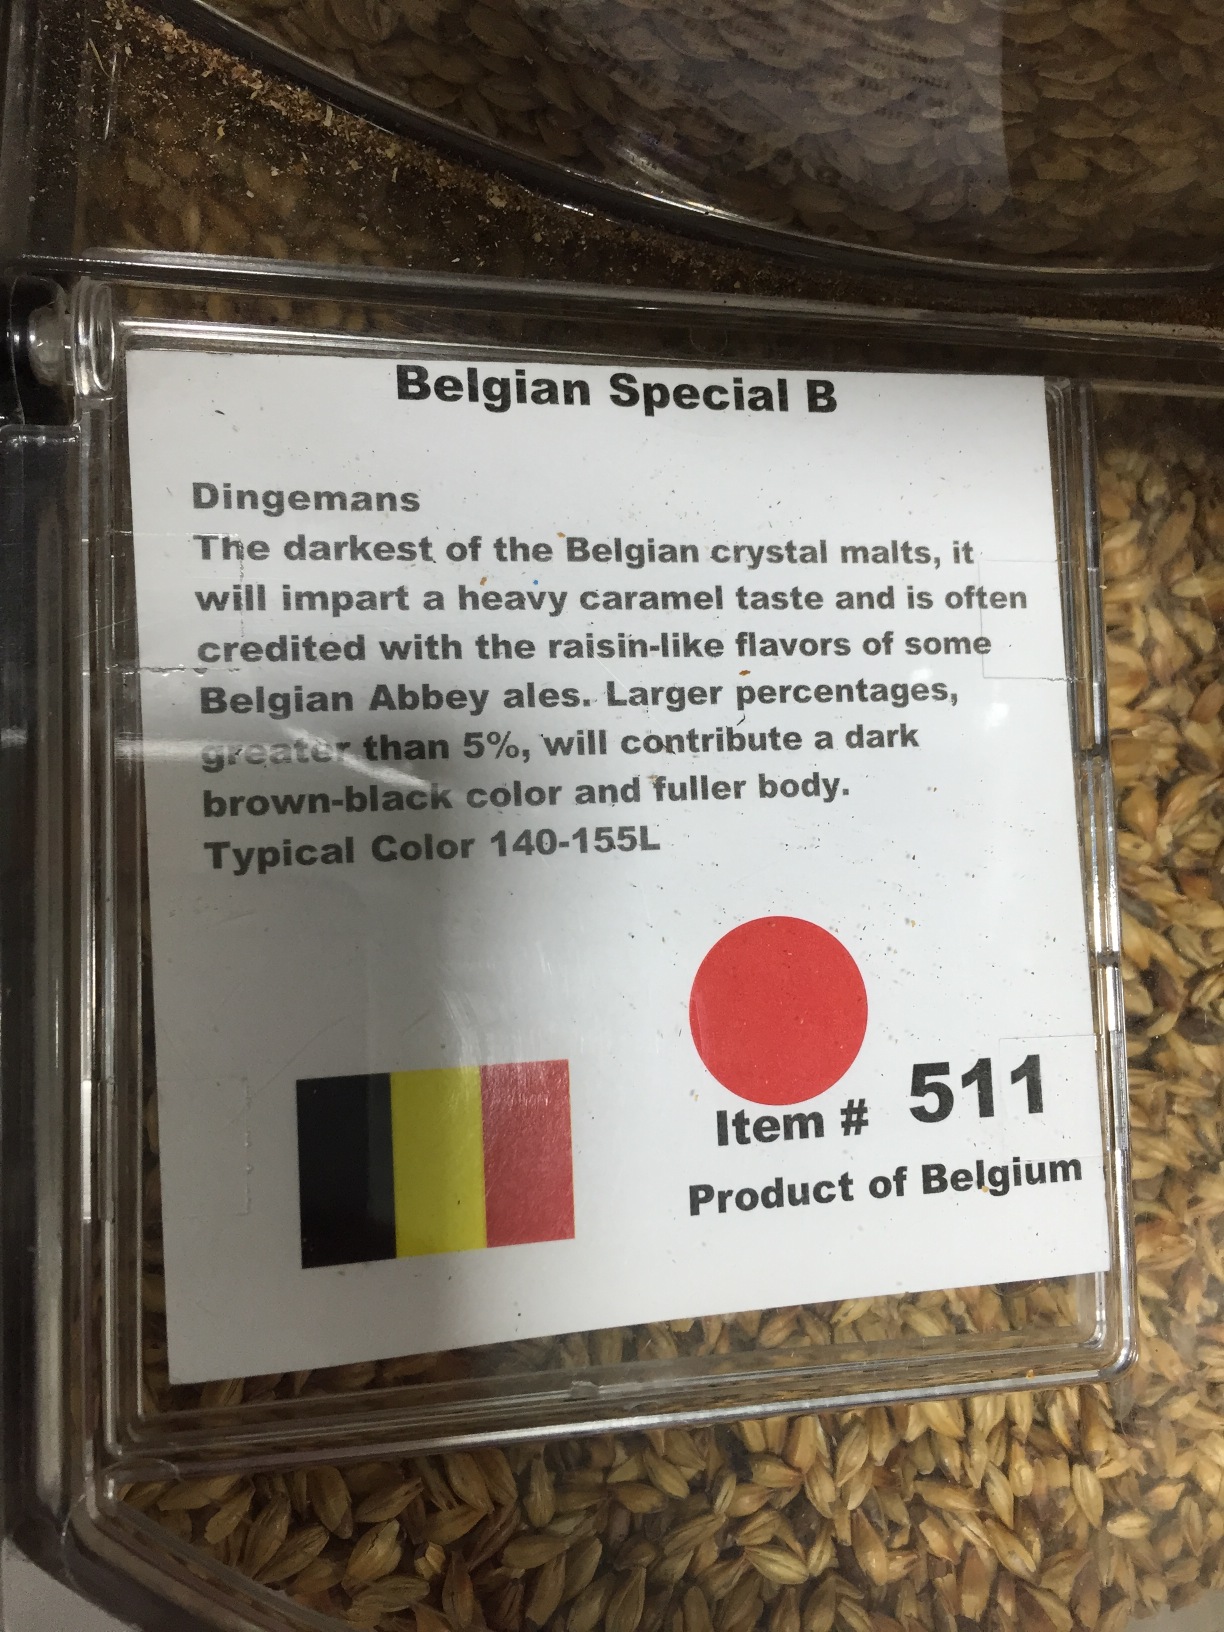 Belgian Special B
Dingemans
The darkest of the Belgian crystal malts, it
will impart a heavy caramel taste and is often
credited with the raisin-like flavors of some
Belgian Abbey ales. Larger percentages,
greater than 5%, will contribute a dark
brown-black color and fuller body.
Typical Color 140-155L
Item # 511
Product of Belgium